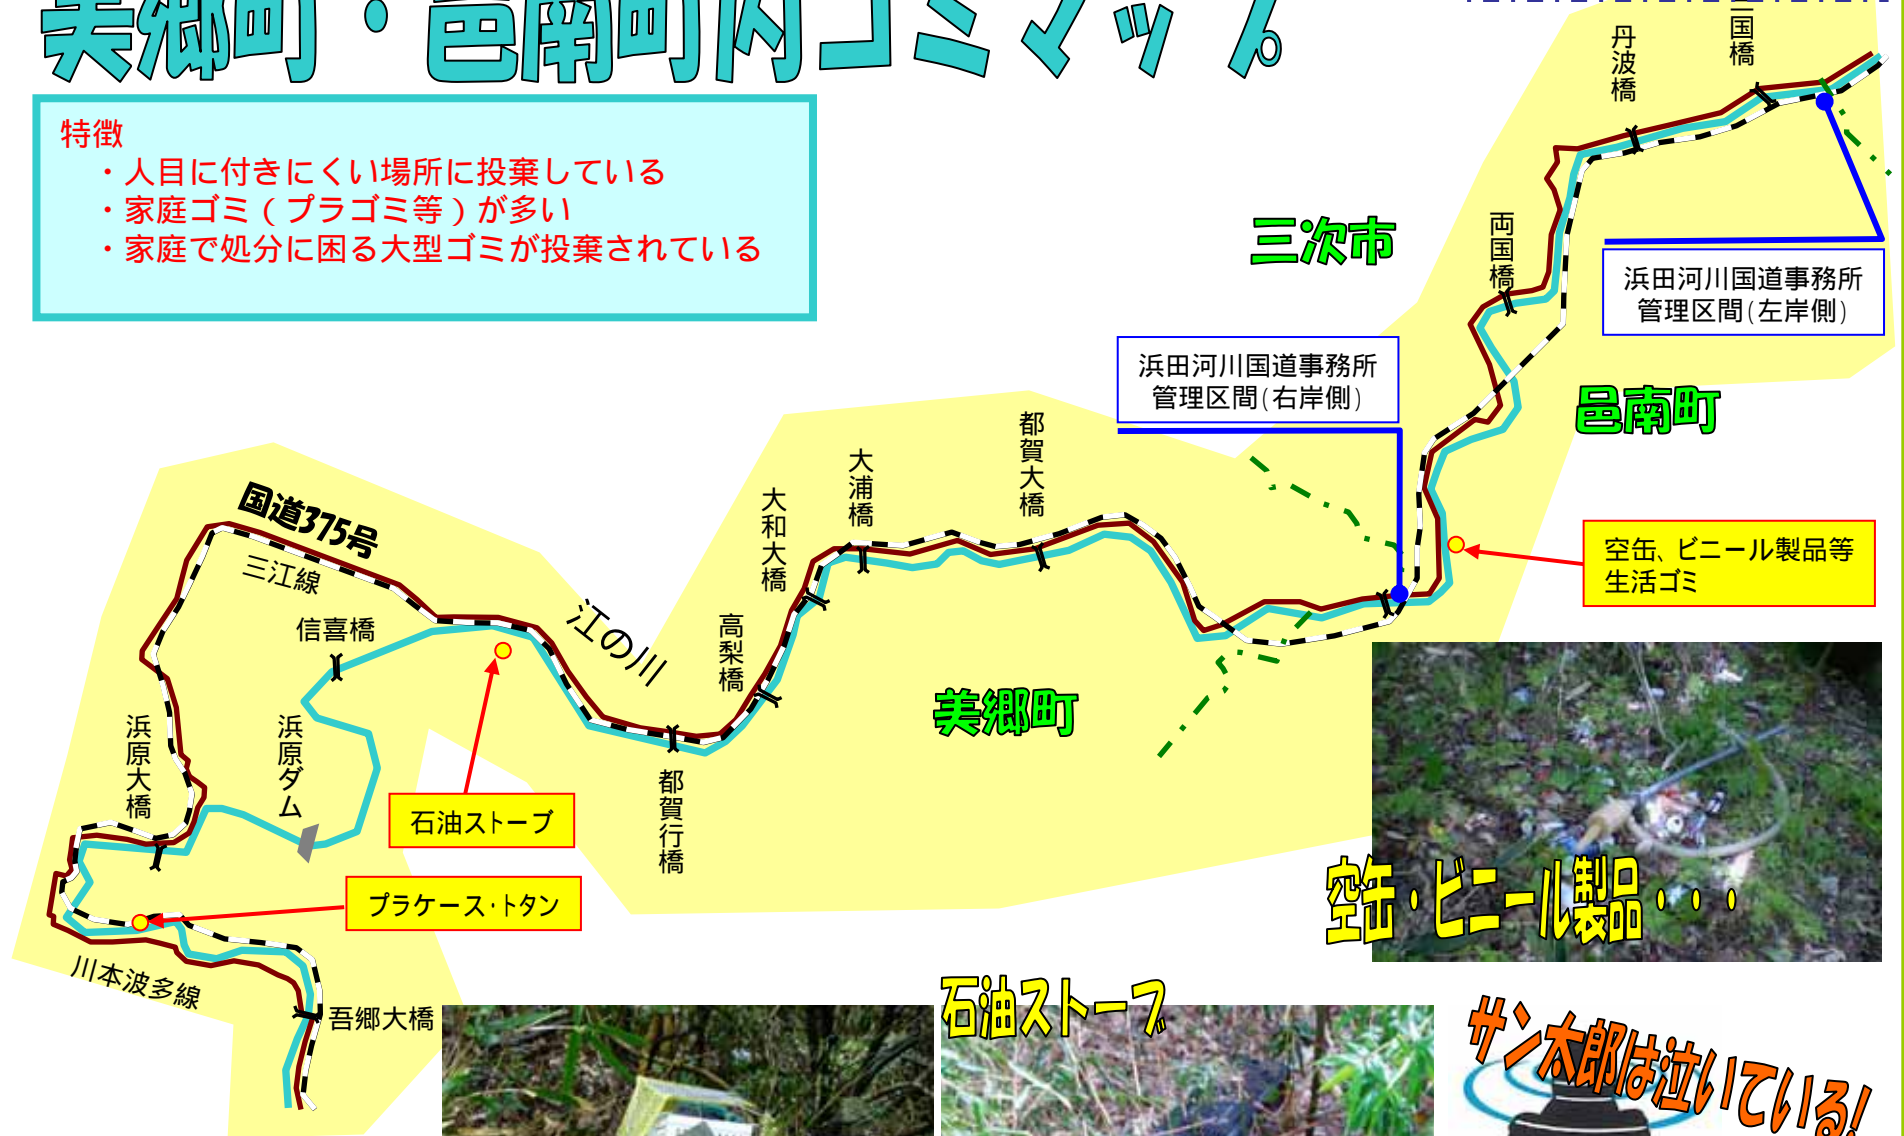 美郷町・邑南町内ゴミマップ
特徴
・人目に付きにくい場所に投棄している
・家庭ゴミ(プラゴミ等)が多い
・家庭で処分に困る大型ゴミが投棄されている
三国橋
丹波橋
両国橋
三次市
浜田河川国道事務所
管理区間(左岸側)
浜田河川国道事務所
管理区間(右岸側)
邑南町
都賀大橋
大浦橋
大和大橋
国道375号
三江線
空缶、ビニール製品等
生活ゴミ
江の川
信喜橋
高梨橋
美郷町
浜原大橋
浜原ダム
都賀行橋
石油ストーブ
プラケース・トタン
空缶・ビニール製品・・・
川本波多線
吾郷大橋
石油ストーブ
サン太郎は泣いている!